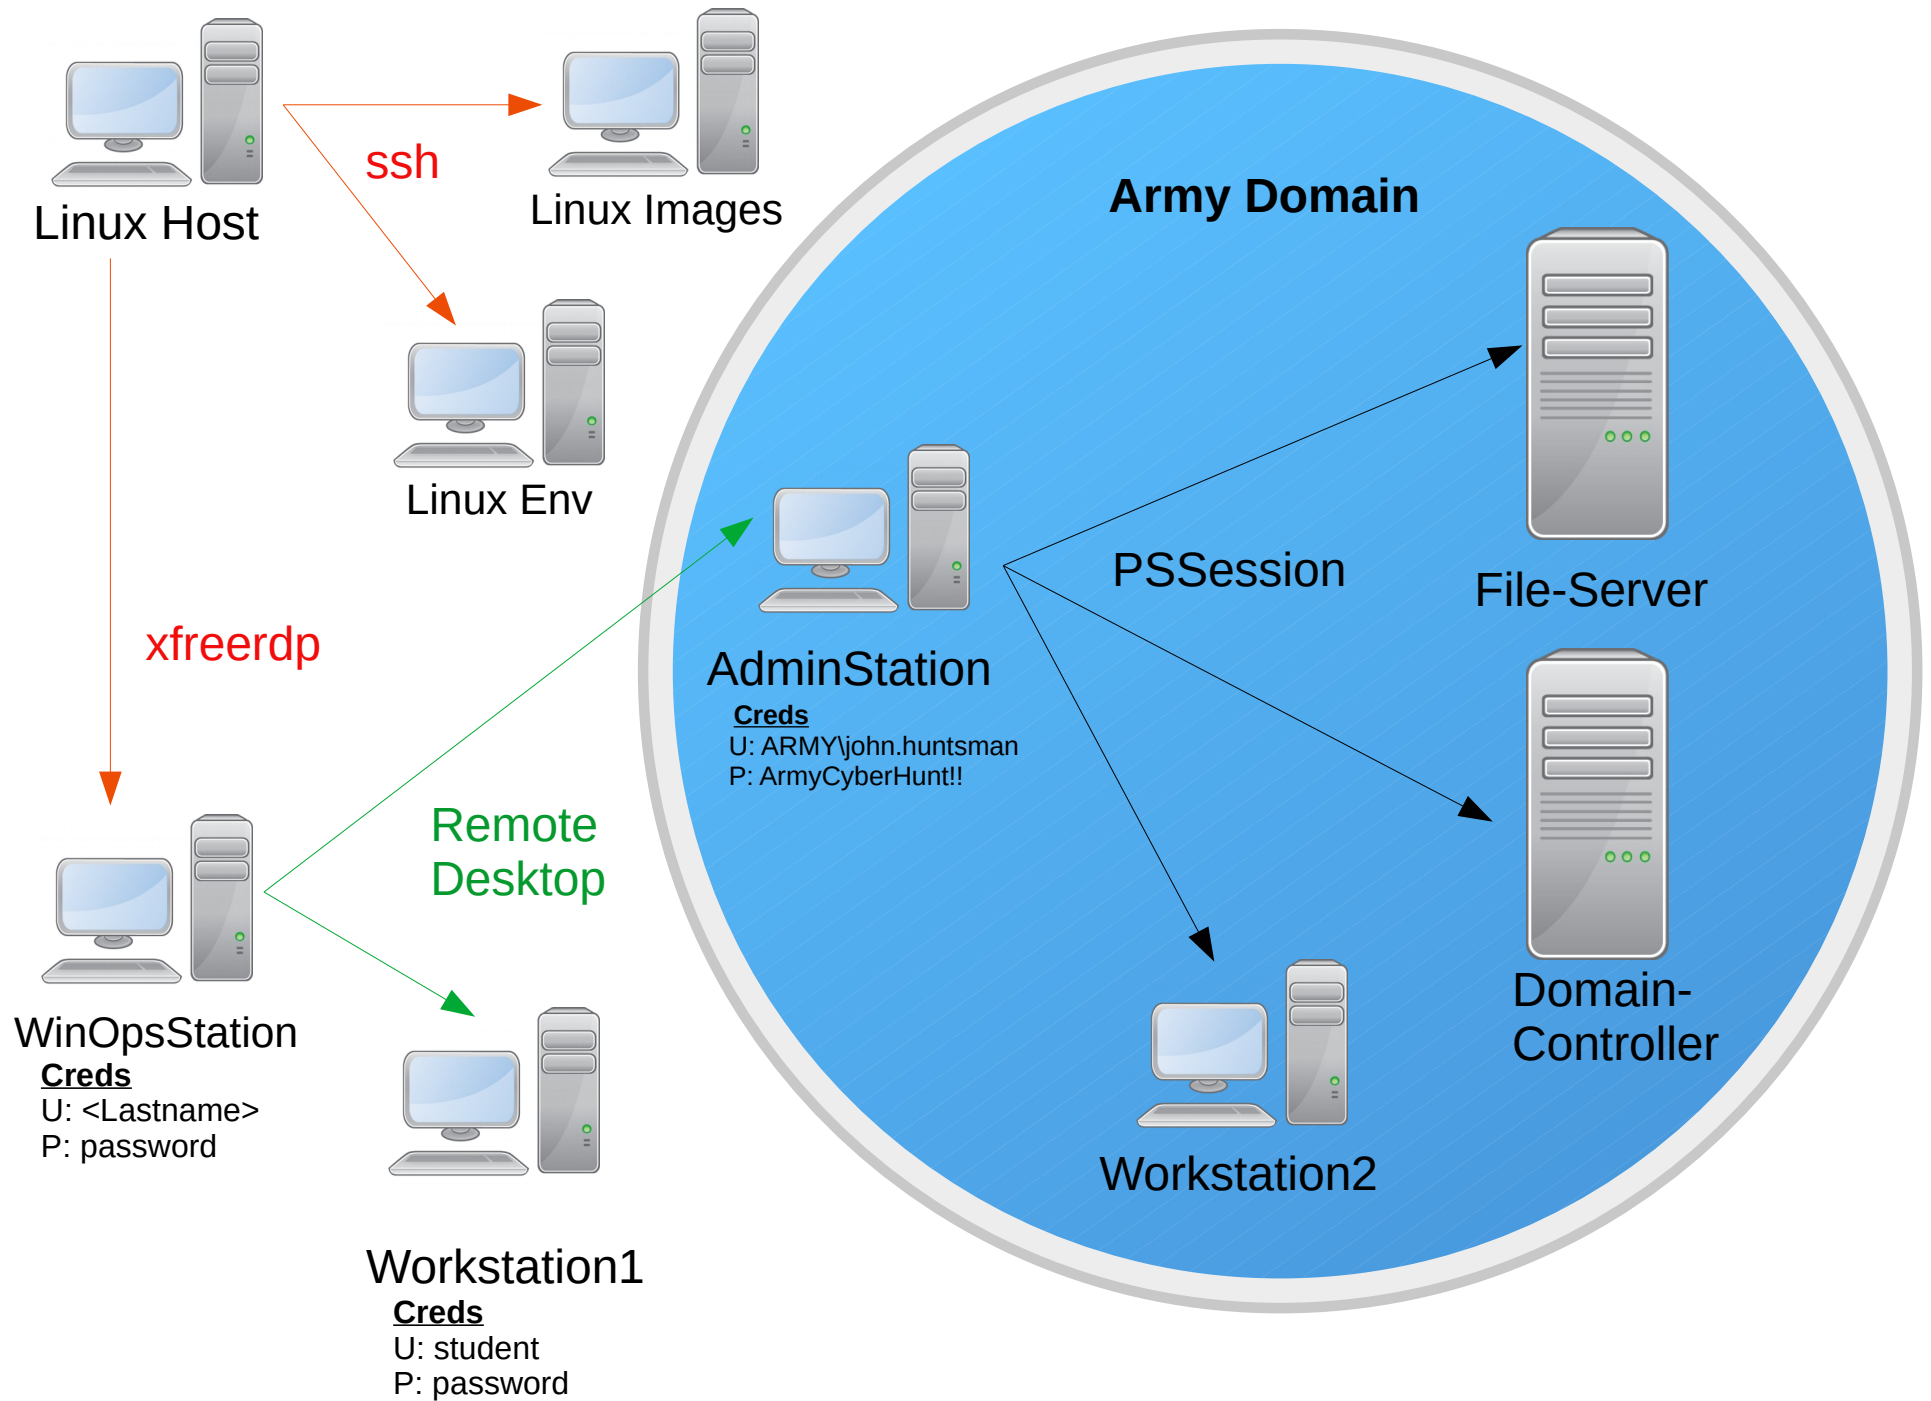 Linux Host
ssh
Linux Images
Army Domain
Linux Env
File-Server
PSSession
xfreerdp
AdminStation
Creds
U: ARMY\john.huntsman
P: ArmyCyberHunt!!
Remote
Desktop
WinOpsStation
Creds
U: <Lastname>
P: password
Domain-
Controller
Workstation2
Workstation1
Creds
U: student
P: password